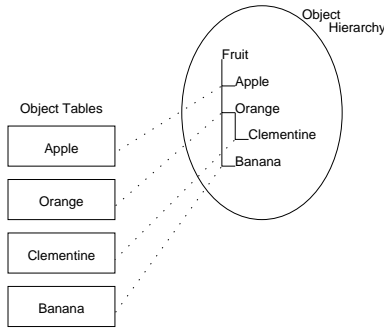 Object
Hierarchy
Fruit
Apple
Orange
Clementine
Banana
Object Tables
Apple
Orange
Clementine
Banana